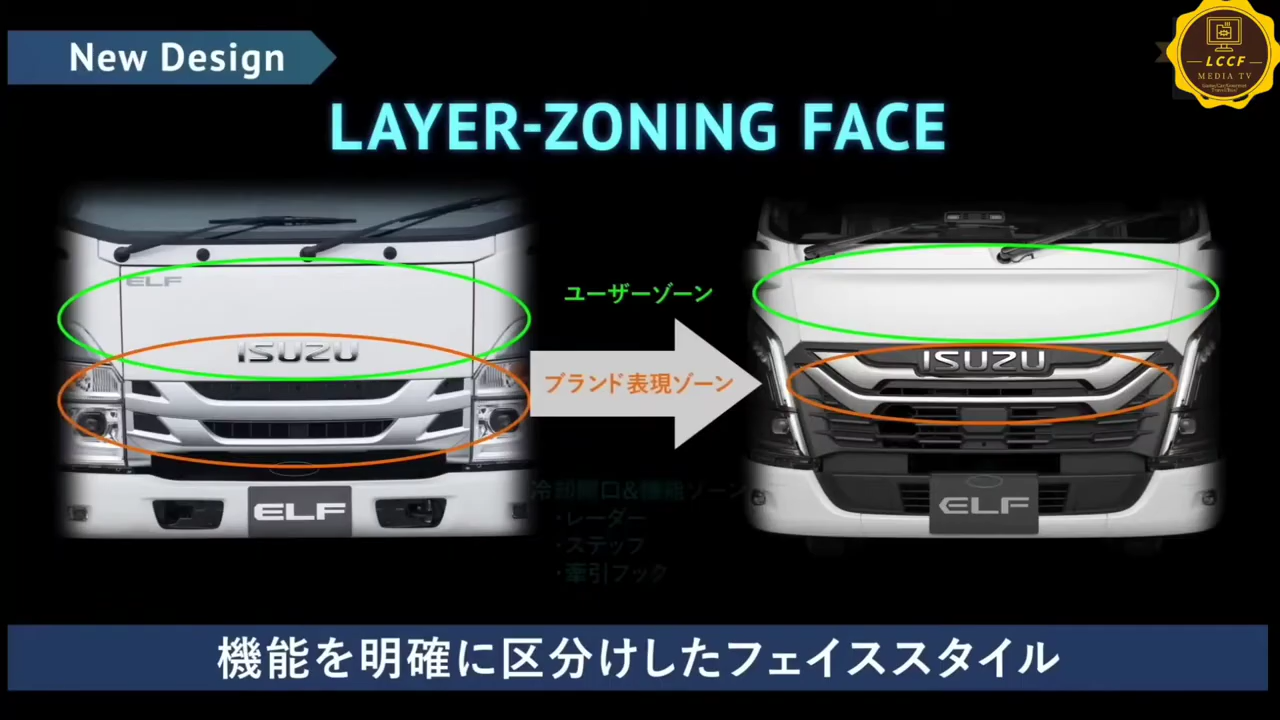 New Design
LCCF
MEDIA TV
LAYER-ZONING FACE
ELF
ISUZU
ELF
ユーザーゾーン
ブランド表現ゾーン
冷却開口&機能ゾーン
・レーダー
・ステップ
・牽引フック
ISUZU
ELF
機能を明確に区分けしたフェイススタイル